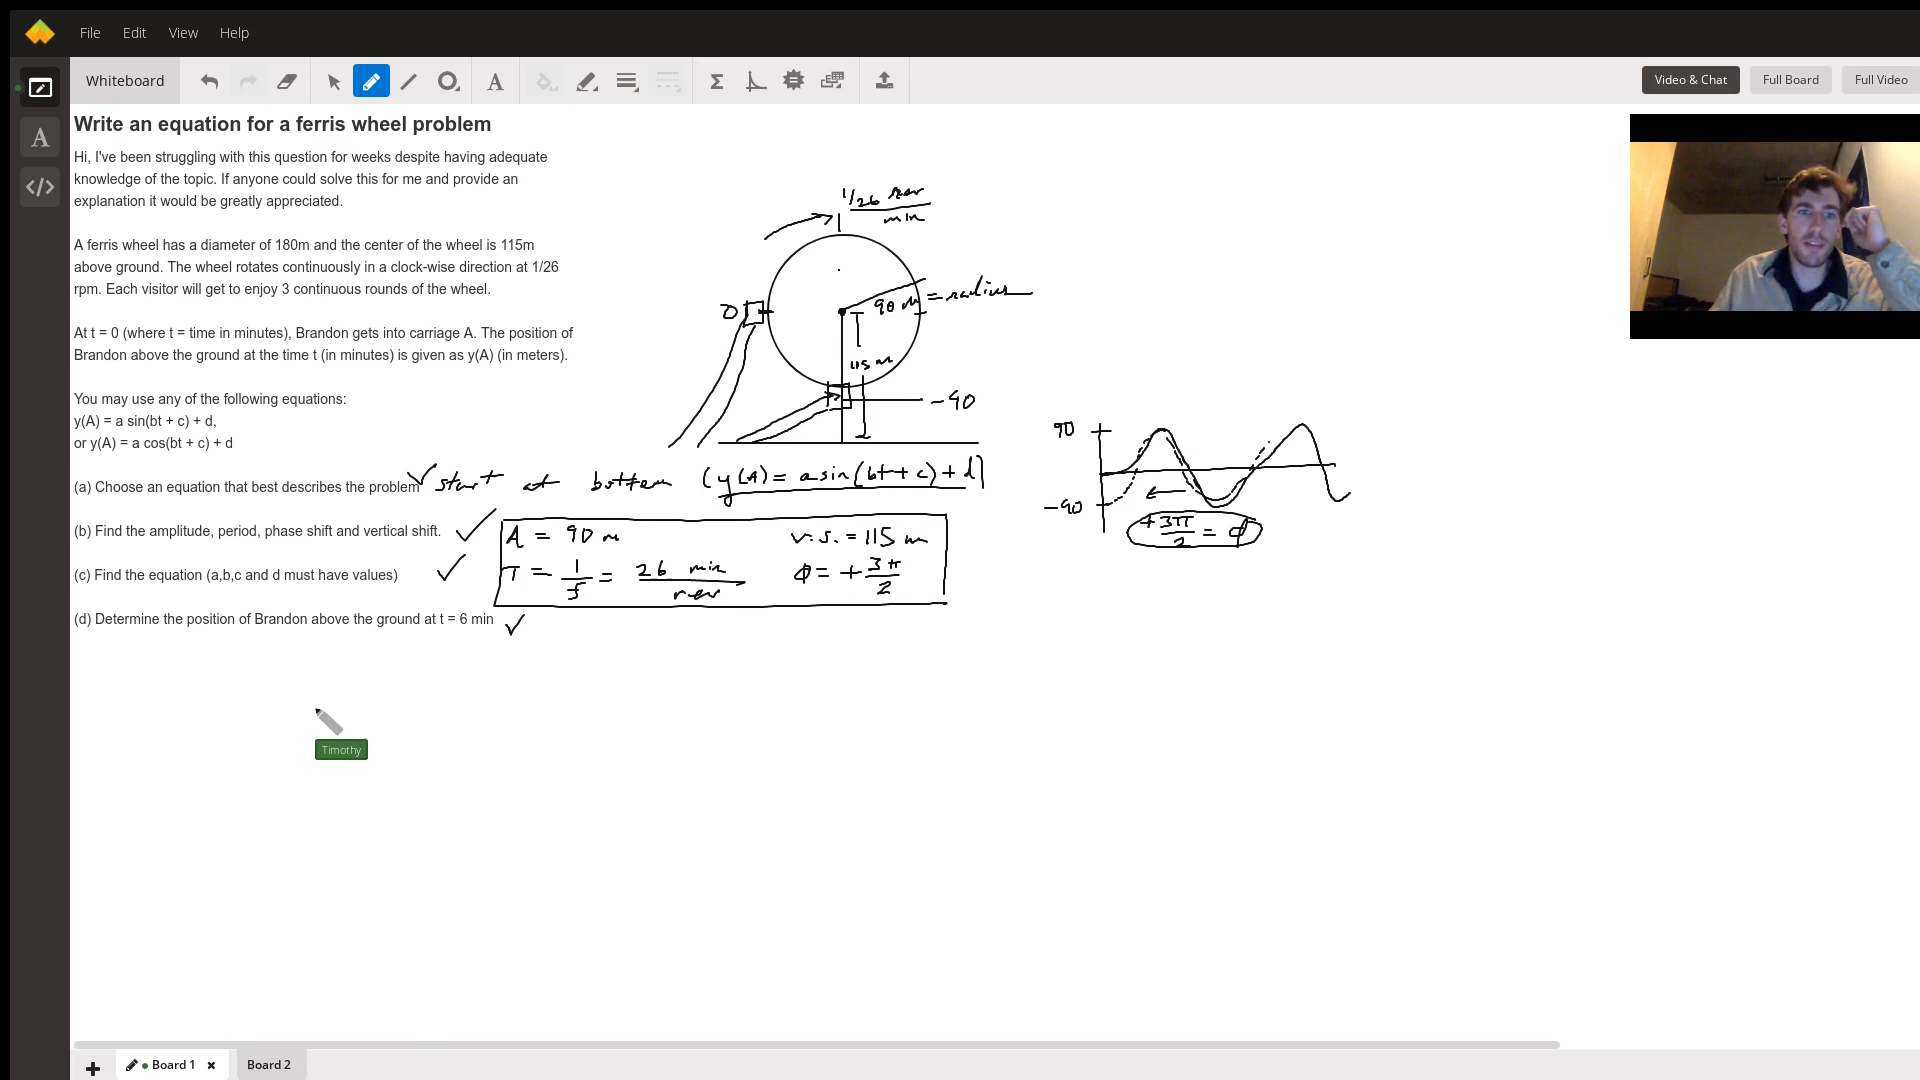 File Edit View Help
Whiteboard
A
Σ
Video & Chat
Full Board
Full Video
A
</>
Write an equation for a ferris wheel problem
Hi, I've been struggling with this question for weeks despite having adequate
knowledge of the topic. If anyone could solve this for me and provide an
explanation it would be greatly appreciated.
A ferris wheel has a diameter of 180m and the center of the wheel is 115m
above ground. The wheel rotates continuously in a clock-wise direction at 1/26
rpm. Each visitor will get to enjoy 3 continuous rounds of the wheel.
At t = 0 (where t = time in minutes), Brandon gets into carriage A. The position of
Brandon above the ground at the time t (in minutes) is given as y(A) (in meters).
You may use any of the following equations:
y(A) = a sin(bt + c) + d,
or y(A) = a cos(bt + c) + d
(a) Choose an equation that best describes the problem
(b) Find the amplitude, period, phase shift and vertical shift.
(c) Find the equation (a,b,c and d must have values)
(d) Determine the position of Brandon above the ground at t = 6 min
1/26 rev
min
90 m = radius
0
115 m
-90
✓ start at bottom (y(A) = a sin(bt + c) + d)
✓
A = 90 m v.s. = 115 m
✓
T = 1/f = 26 min/rev ϕ = + 3π/2
✓
90
-90
+3π/2 = ϕ
Timothy
+
Board 1 ×
Board 2